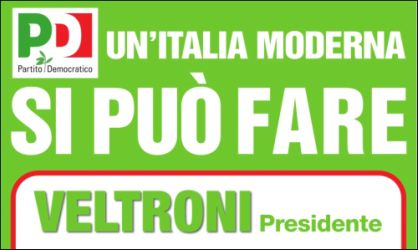 PD
Partito Democratico
UN'ITALIA MODERNA
SI PUÒ FARE
VELTRONI Presidente